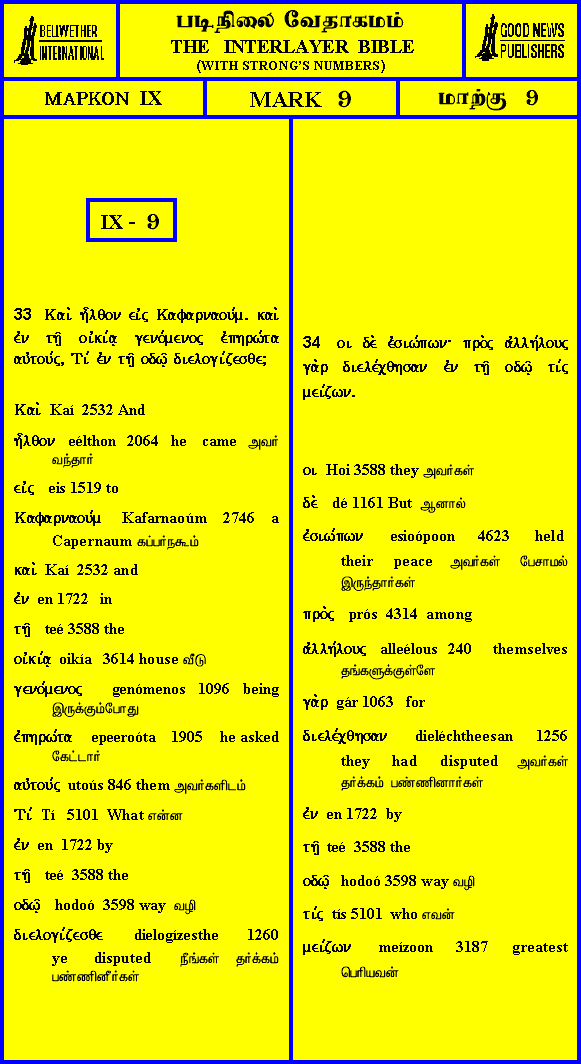 BELLWETHER
INTERNATIONAL
படிநிலை வேதாகமம்
THE INTERLAYER BIBLE
(WITH STRONG'S NUMBERS)
GOOD NEWS
PUBLISHERS
ΜΑΡΚΟΝ IX
MARK 9
மாற்கு 9
IX - 9
33 Καὶ ἦλθον εἰς Καφαρναούμ. καὶ
ἐν τῇ οἰκίᾳ γενόμενος ἐπηρώτα
αὐτούς, Τί ἐν τῇ οδῷ διελογίζεσθε;
Καὶ Kaí 2532 And
ἦλθον eélthon 2064 he came அவர்
வந்தார்
εἰς eis 1519 to
Καφαρναούμ Kafarnaoúm 2746 a
Capernaum கப்பர்நகூம்
καὶ Kaí 2532 and
ἐν en 1722 in
τῇ teé 3588 the
οἰκίᾳ oikía 3614 house வீடு
γενόμενος genómenos 1096 being
இருக்கும்போது
ἐπηρώτα epeeroóta 1905 he asked
கேட்டார்
αὐτούς utoús 846 them அவர்களிடம்
Τί Tí 5101 What என்ன
ἐν en 1722 by
τῇ teé 3588 the
οδῷ hodoó 3598 way வழி
διελογίζεσθε dielogízesthe 1260
ye disputed நீங்கள் தர்க்கம்
பண்ணினீர்கள்
34 οι δὲ ἐσιώπων· πρὸς ἀλλήλους
γὰρ διελέχθησαν ἐν τῇ οδῷ τίς
μείζων.
οι Hoi 3588 they அவர்கள்
δὲ dé 1161 But ஆனால்
ἐσιώπων esioópoon 4623 held
their peace அவர்கள் பேசாமல்
இருந்தார்கள்
πρὸς prós 4314 among
ἀλλήλους alleélous 240 themselves
தங்களுக்குள்ளே
γὰρ gár 1063 for
διελέχθησαν dieléchtheesan 1256
they had disputed அவர்கள்
தர்க்கம் பண்ணினார்கள்
ἐν en 1722 by
τῇ teé 3588 the
οδῷ hodoó 3598 way வழி
τίς tís 5101 who எவன்
μείζων meízoon 3187 greatest
பெரியவன்